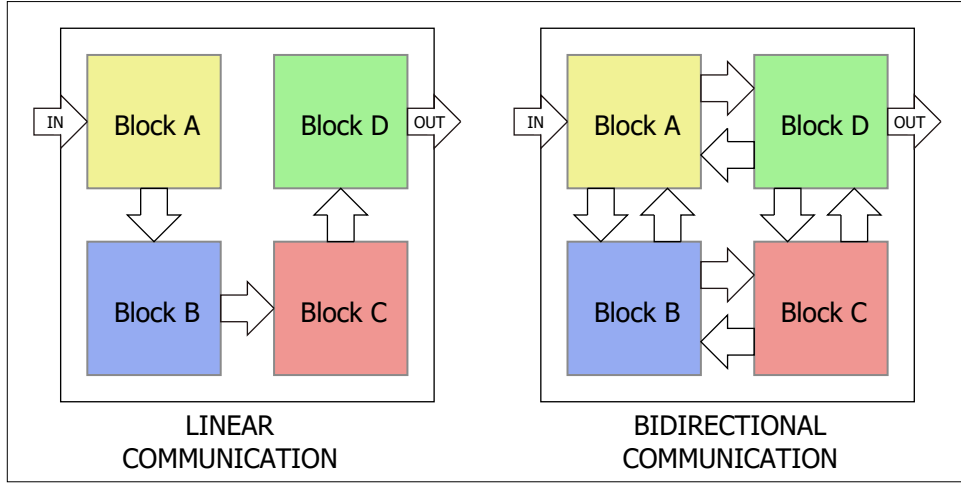 IN
Block A
Block D
OUT
Block B
Block C
LINEAR
COMMUNICATION
IN
Block A
Block D
OUT
Block B
Block C
BIDIRECTIONAL
COMMUNICATION